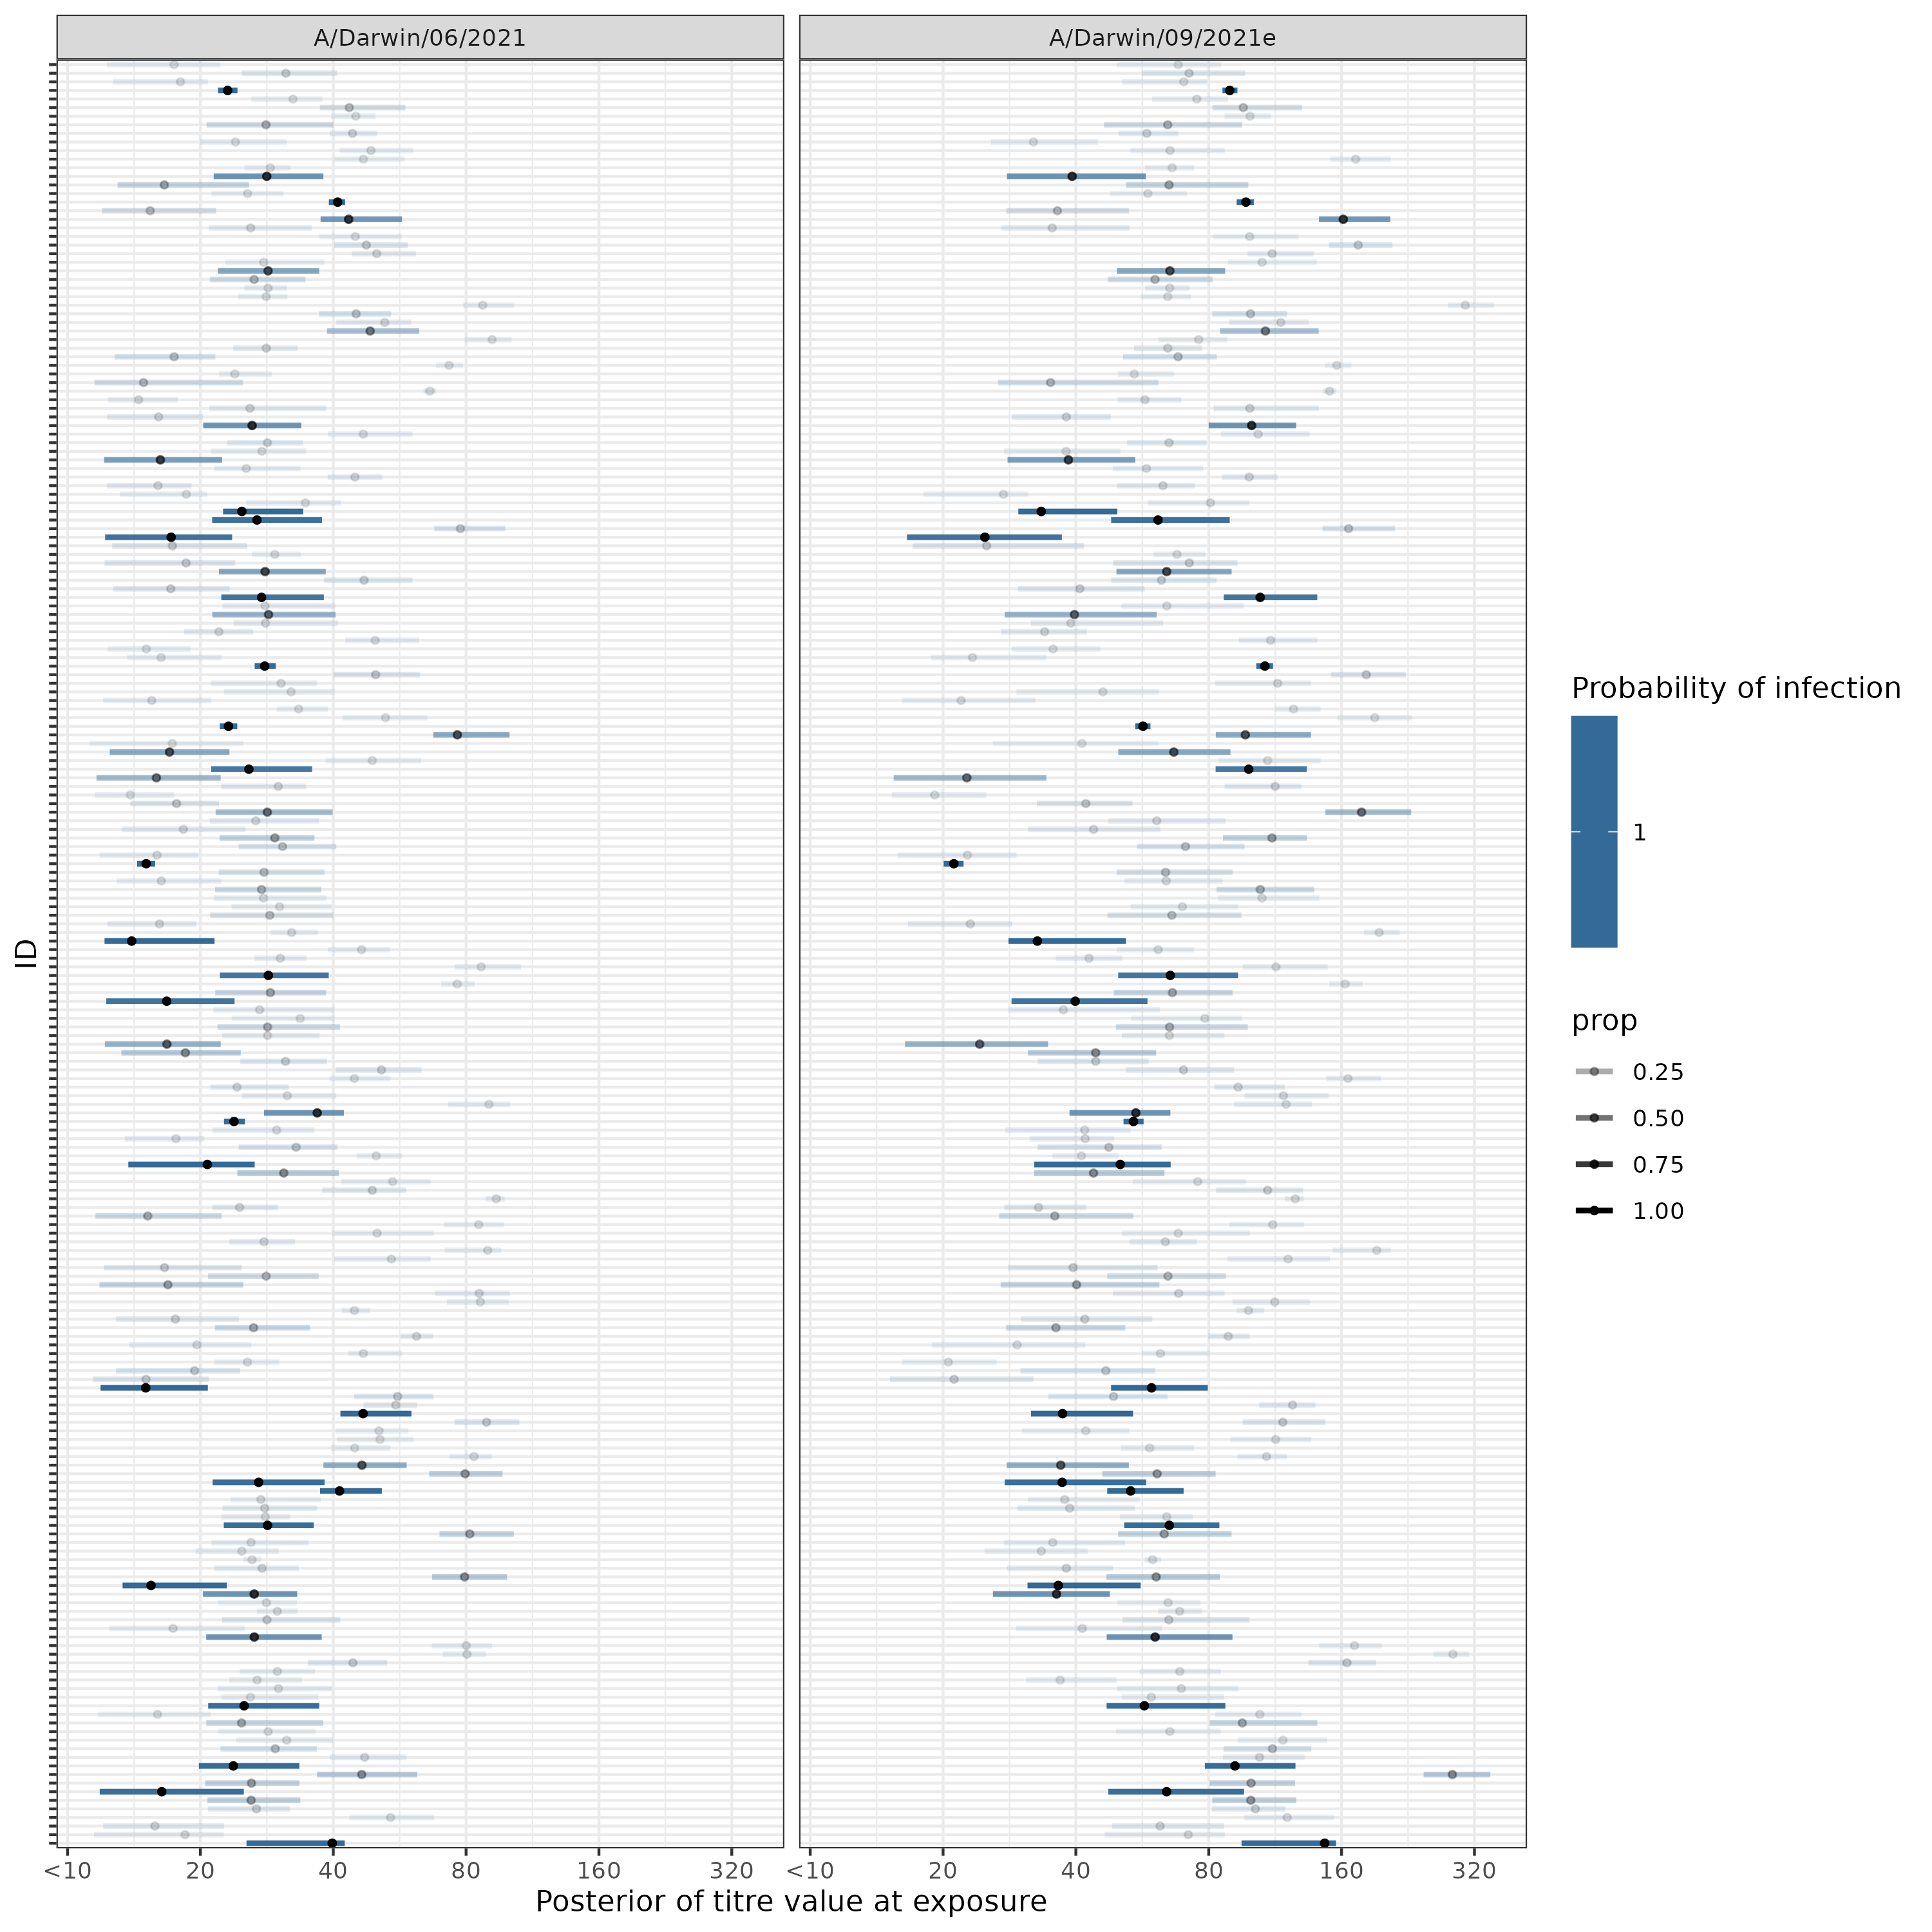 A/Darwin/06/2021
A/Darwin/09/2021e
ID
<10 20 40 80 160 320
<10 20 40 80 160 320
Posterior of titre value at exposure
Probability of infection
1
prop
0.25
0.50
0.75
1.00